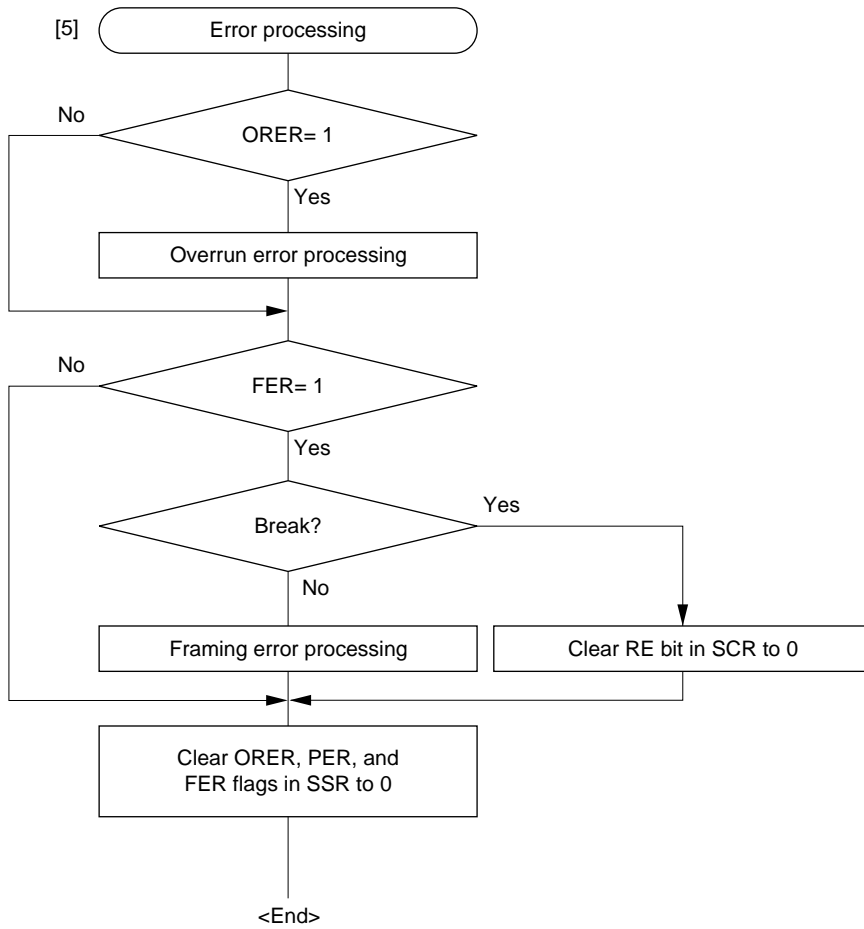 [5] Error processing
No
ORER= 1
Yes
Overrun error processing
No
FER= 1
Yes
Break?
Yes
No
Framing error processing
Clear RE bit in SCR to 0
Clear ORER, PER, and
FER flags in SSR to 0
<End>